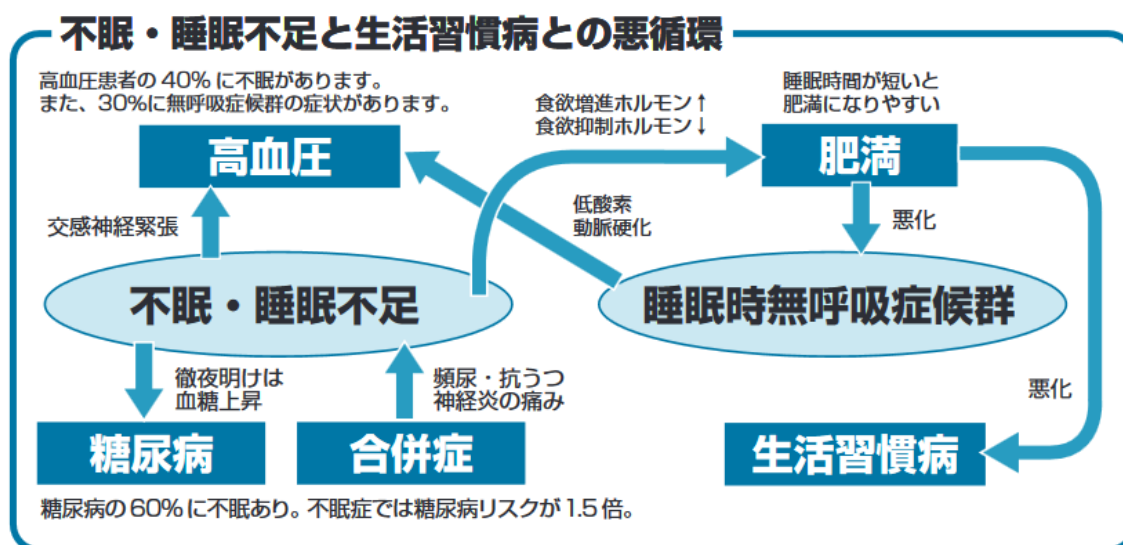 不眠・睡眠不足と生活習慣病との悪循環
高血圧患者の40%に不眠があります。
また、30%に無呼吸症候群の症状があります。
食欲増進ホルモン↑
食欲抑制ホルモン↓
睡眠時間が短いと
肥満になりやすい
高血圧
肥満
交感神経緊張
低酸素
動脈硬化
悪化
不眠・睡眠不足
睡眠時無呼吸症候群
徹夜明けは
血糖上昇
頻尿・抗うつ
神経炎の痛み
悪化
糖尿病
合併症
生活習慣病
糖尿病の60%に不眠あり。不眠症では糖尿病リスクが1.5倍。